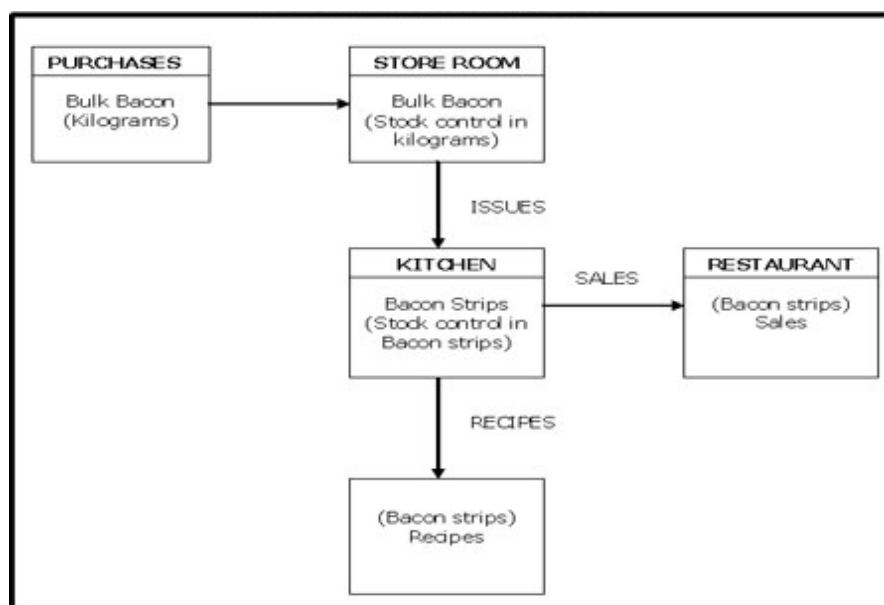 PURCHASES
Bulk Bacon
(Kilograms)
STORE ROOM
Bulk Bacon
(Stock control in
kilograms)
ISSUES
KITCHEN
Bacon Strips
(Stock control in
Bacon strips)
SALES
RESTAURANT
(Bacon strips)
Sales
RECIPES
(Bacon strips)
Recipes